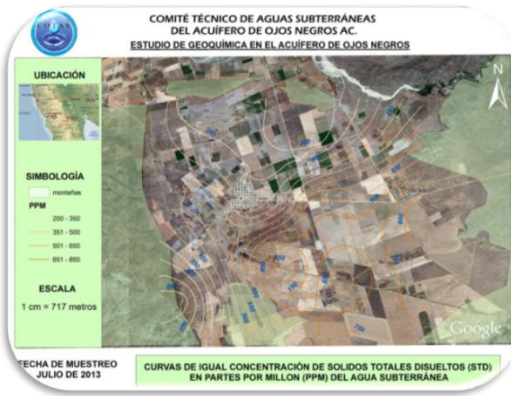 COTAS
COMITÉ TÉCNICO DE AGUAS SUBTERRÁNEAS
DEL ACUÍFERO DE OJOS NEGROS AC.
ESTUDIO DE GEOQUÍMICA EN EL ACUÍFERO DE OJOS NEGROS
UBICACIÓN
N
SIMBOLOGÍA
montañas
PPM
200 - 350
351 - 500
501 - 650
651 - 850
ESCALA
1 cm = 717 metros
Google
FECHA DE MUESTREO
JULIO DE 2013
CURVAS DE IGUAL CONCENTRACIÓN DE SOLIDOS TOTALES DISUELTOS (STD)
EN PARTES POR MILLON (PPM) DEL AGUA SUBTERRÁNEA